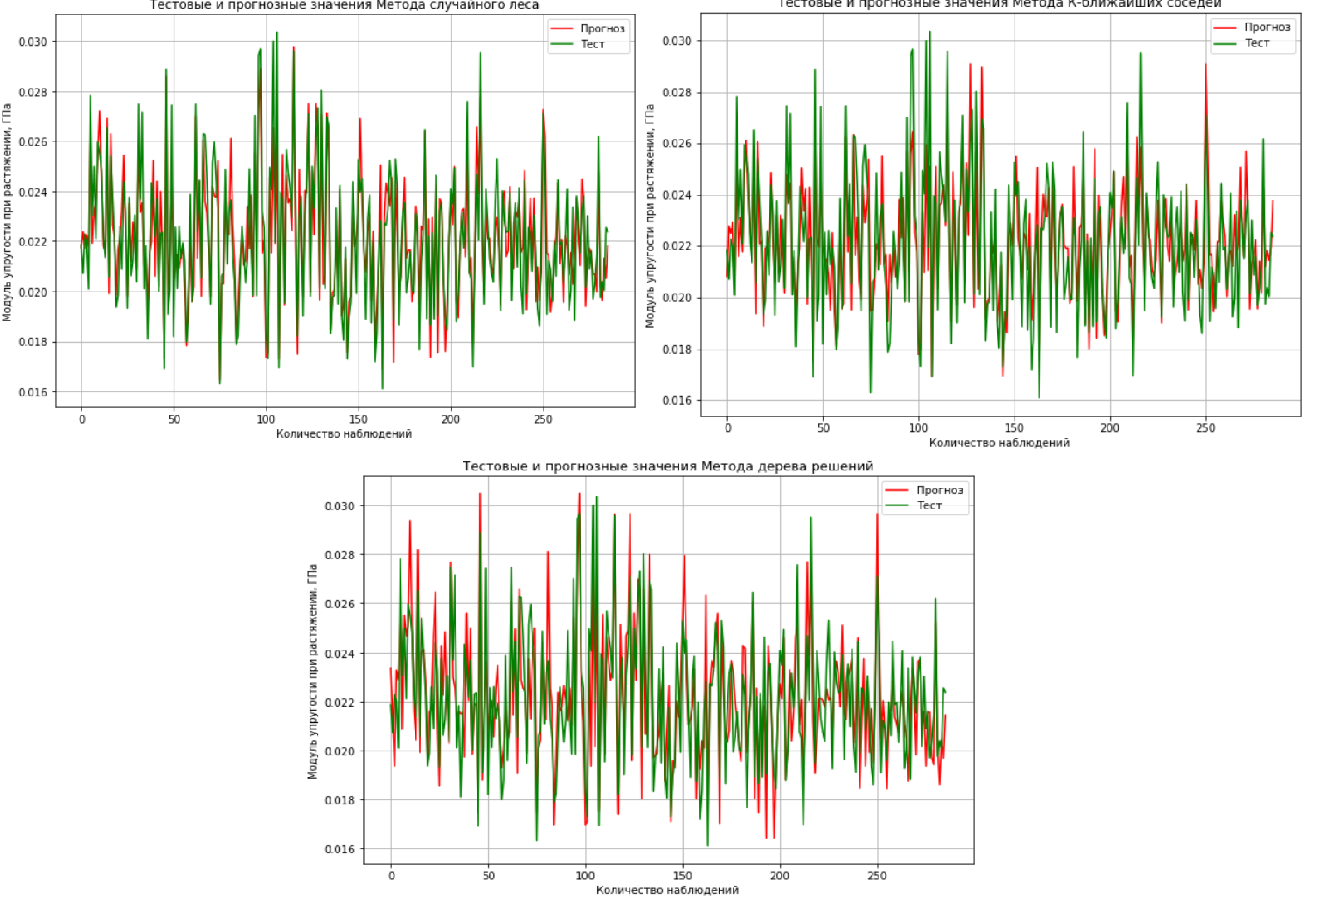 Тестовые и прогнозные значения Метода случайного леса
Прогноз
Тест
0.030
0.028
0.026
0.024
0.022
0.020
0.018
0.016
Модуль упругости при растяжении, ГПа
0
50
100
150
200
250
Количество наблюдений
Тестовые и прогнозные значения Метода К-ближайших соседей
Прогноз
Тест
0.030
0.028
0.026
0.024
0.022
0.020
0.018
0.016
Модуль упругости при растяжении, ГПа
0
50
100
150
200
250
Количество наблюдений
Тестовые и прогнозные значения Метода дерева решений
Прогноз
Тест
0.030
0.028
0.026
0.024
0.022
0.020
0.018
0.016
Модуль упругости при растяжении, ГПа
0
50
100
150
200
250
Количество наблюдений